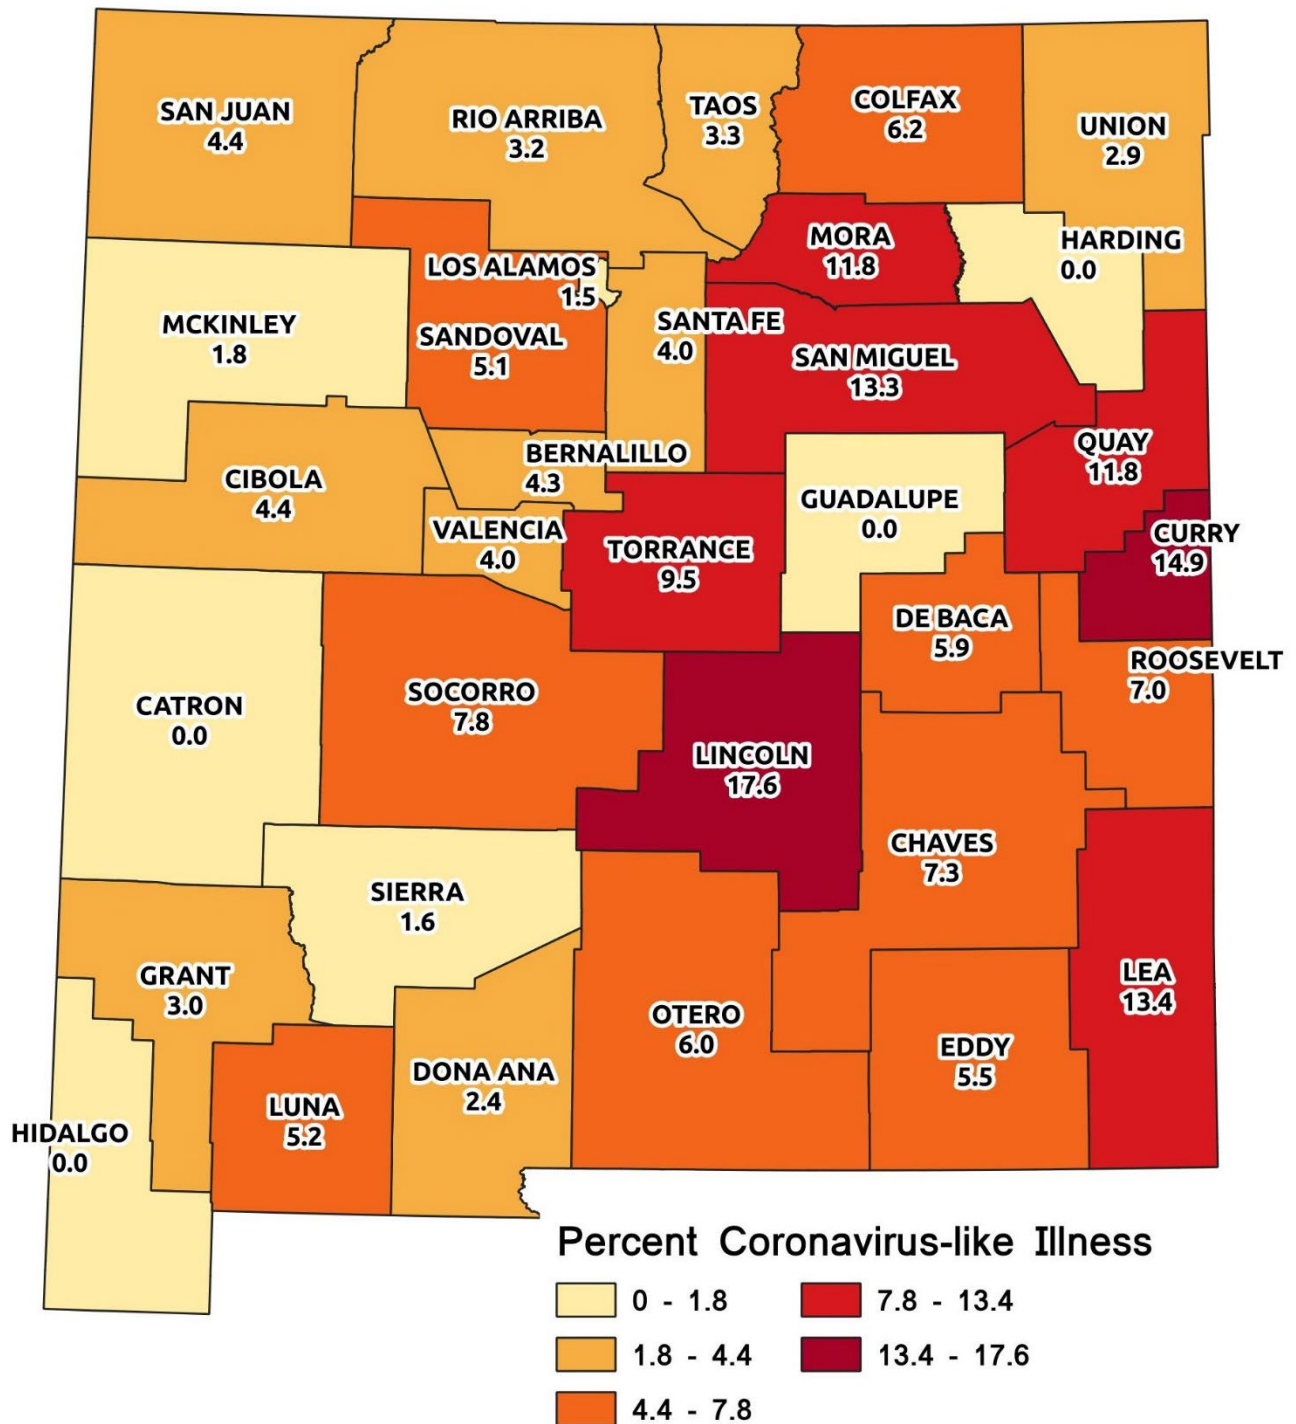 SAN JUAN
4.4
RIO ARRIBA
3.2
TAOS
3.3
COLFAX
6.2
UNION
2.9
MORA
11.8
HARDING
0.0
LOS ALAMOS
1.5
MCKINLEY
1.8
SANDOVAL
5.1
SANTA FE
4.0
SAN MIGUEL
13.3
QUAY
11.8
BERNALILLO
4.3
CIBOLA
4.4
GUADALUPE
0.0
VALENCIA
4.0
TORRANCE
9.5
CURRY
14.9
DE BACA
5.9
ROOSEVELT
7.0
CATRON
0.0
SOCORRO
7.8
LINCOLN
17.6
CHAVES
7.3
SIERRA
1.6
GRANT
3.0
LEA
13.4
OTERO
6.0
EDDY
5.5
DONA ANA
2.4
LUNA
5.2
HIDALGO
0.0
Percent Coronavirus-like Illness
0 - 1.8
1.8 - 4.4
4.4 - 7.8
7.8 - 13.4
13.4 - 17.6